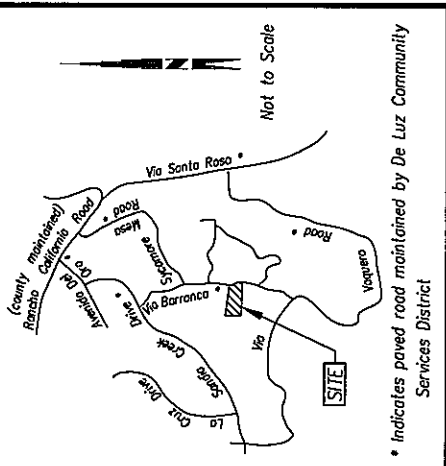 Not to Scale
N
(county maintained)
Rancho California Road
Avenida Del Oro
Sycamore Mesa Road •
Via Santa Rosa •
Sandia Creek Drive •
Via Barranca •
La Cruz Drive
Via Vaquero Road •
SITE
• Indicates paved road maintained by De Luz Community
Services District